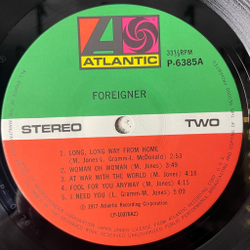 ATLANTIC
33⅓RPM
P-6385A
FOREIGNER
STEREO
TWO
1 LONG, LONG WAY FROM HOME
(M. Jones-L. Gramm-I. McDonald) 2:53
2 WOMAN OH WOMAN (M. Jones) 3:49
3 AT WAR WITH THE WORLD (M. Jones) 4:18
4 FOOL FOR YOU ANYWAY (M. Jones) 4:15
5 I NEED YOU (L. Gramm-M. Jones) 5:09
℗ 1977 Atlantic Recording Corporation